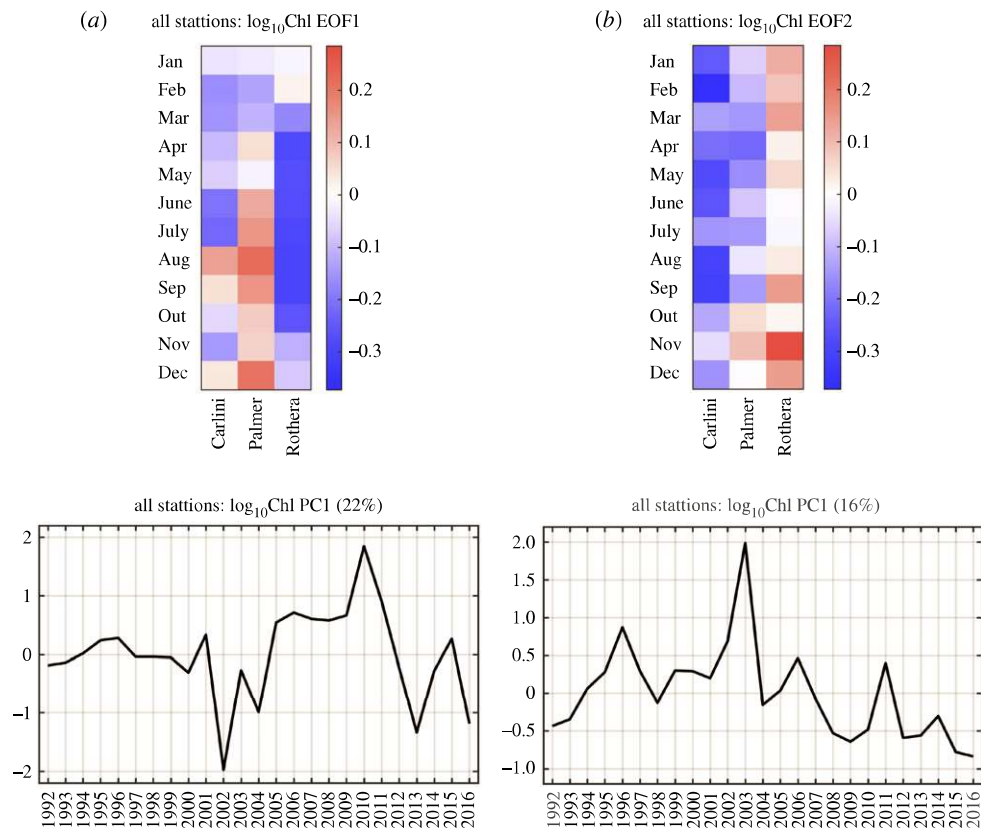 (a) all stattions: log10Chl EOF1
Jan
Feb
Mar
Apr
May
June
July
Aug
Sep
Out
Nov
Dec
Carlini
Palmer
Rothera
0.2
0.1
0
−0.1
−0.2
−0.3
(b) all stattions: log10Chl EOF2
Jan
Feb
Mar
Apr
May
June
July
Aug
Sep
Out
Nov
Dec
Carlini
Palmer
Rothera
0.2
0.1
0
−0.1
−0.2
−0.3
all stattions: log10Chl PC1 (22%)
2
1
0
−1
−2
1992
1993
1994
1995
1996
1997
1998
1999
2000
2001
2002
2003
2004
2005
2006
2007
2008
2009
2010
2011
2012
2013
2014
2015
2016
all stattions: log10Chl PC1 (16%)
2.0
1.5
1.0
0.5
0
−0.5
−1.0
1992
1993
1994
1995
1996
1997
1998
1999
2000
2001
2002
2003
2004
2005
2006
2007
2008
2009
2010
2011
2012
2013
2014
2015
2016